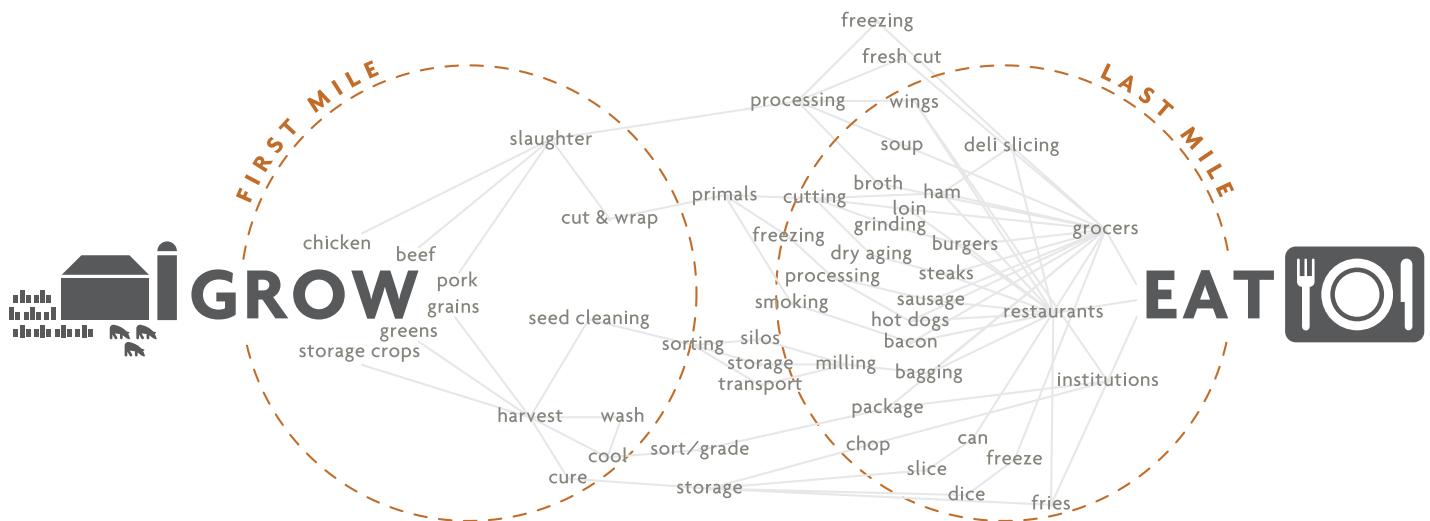 FIRST MILE
GROW
chicken
beef
pork
grains
greens
storage crops
slaughter
cut & wrap
seed cleaning
harvest
wash
cool
cure
sort/grade
storage
primals
sorting
silos
storage
transport
milling
processing
freezing
fresh cut
wings
soup
deli slicing
cutting
broth
ham
loin
grinding
freezing
dry aging
burgers
processing
steaks
smoking
sausage
hot dogs
bacon
bagging
package
chop
can
freeze
slice
dice
fries
grocers
restaurants
institutions
LAST MILE
EAT